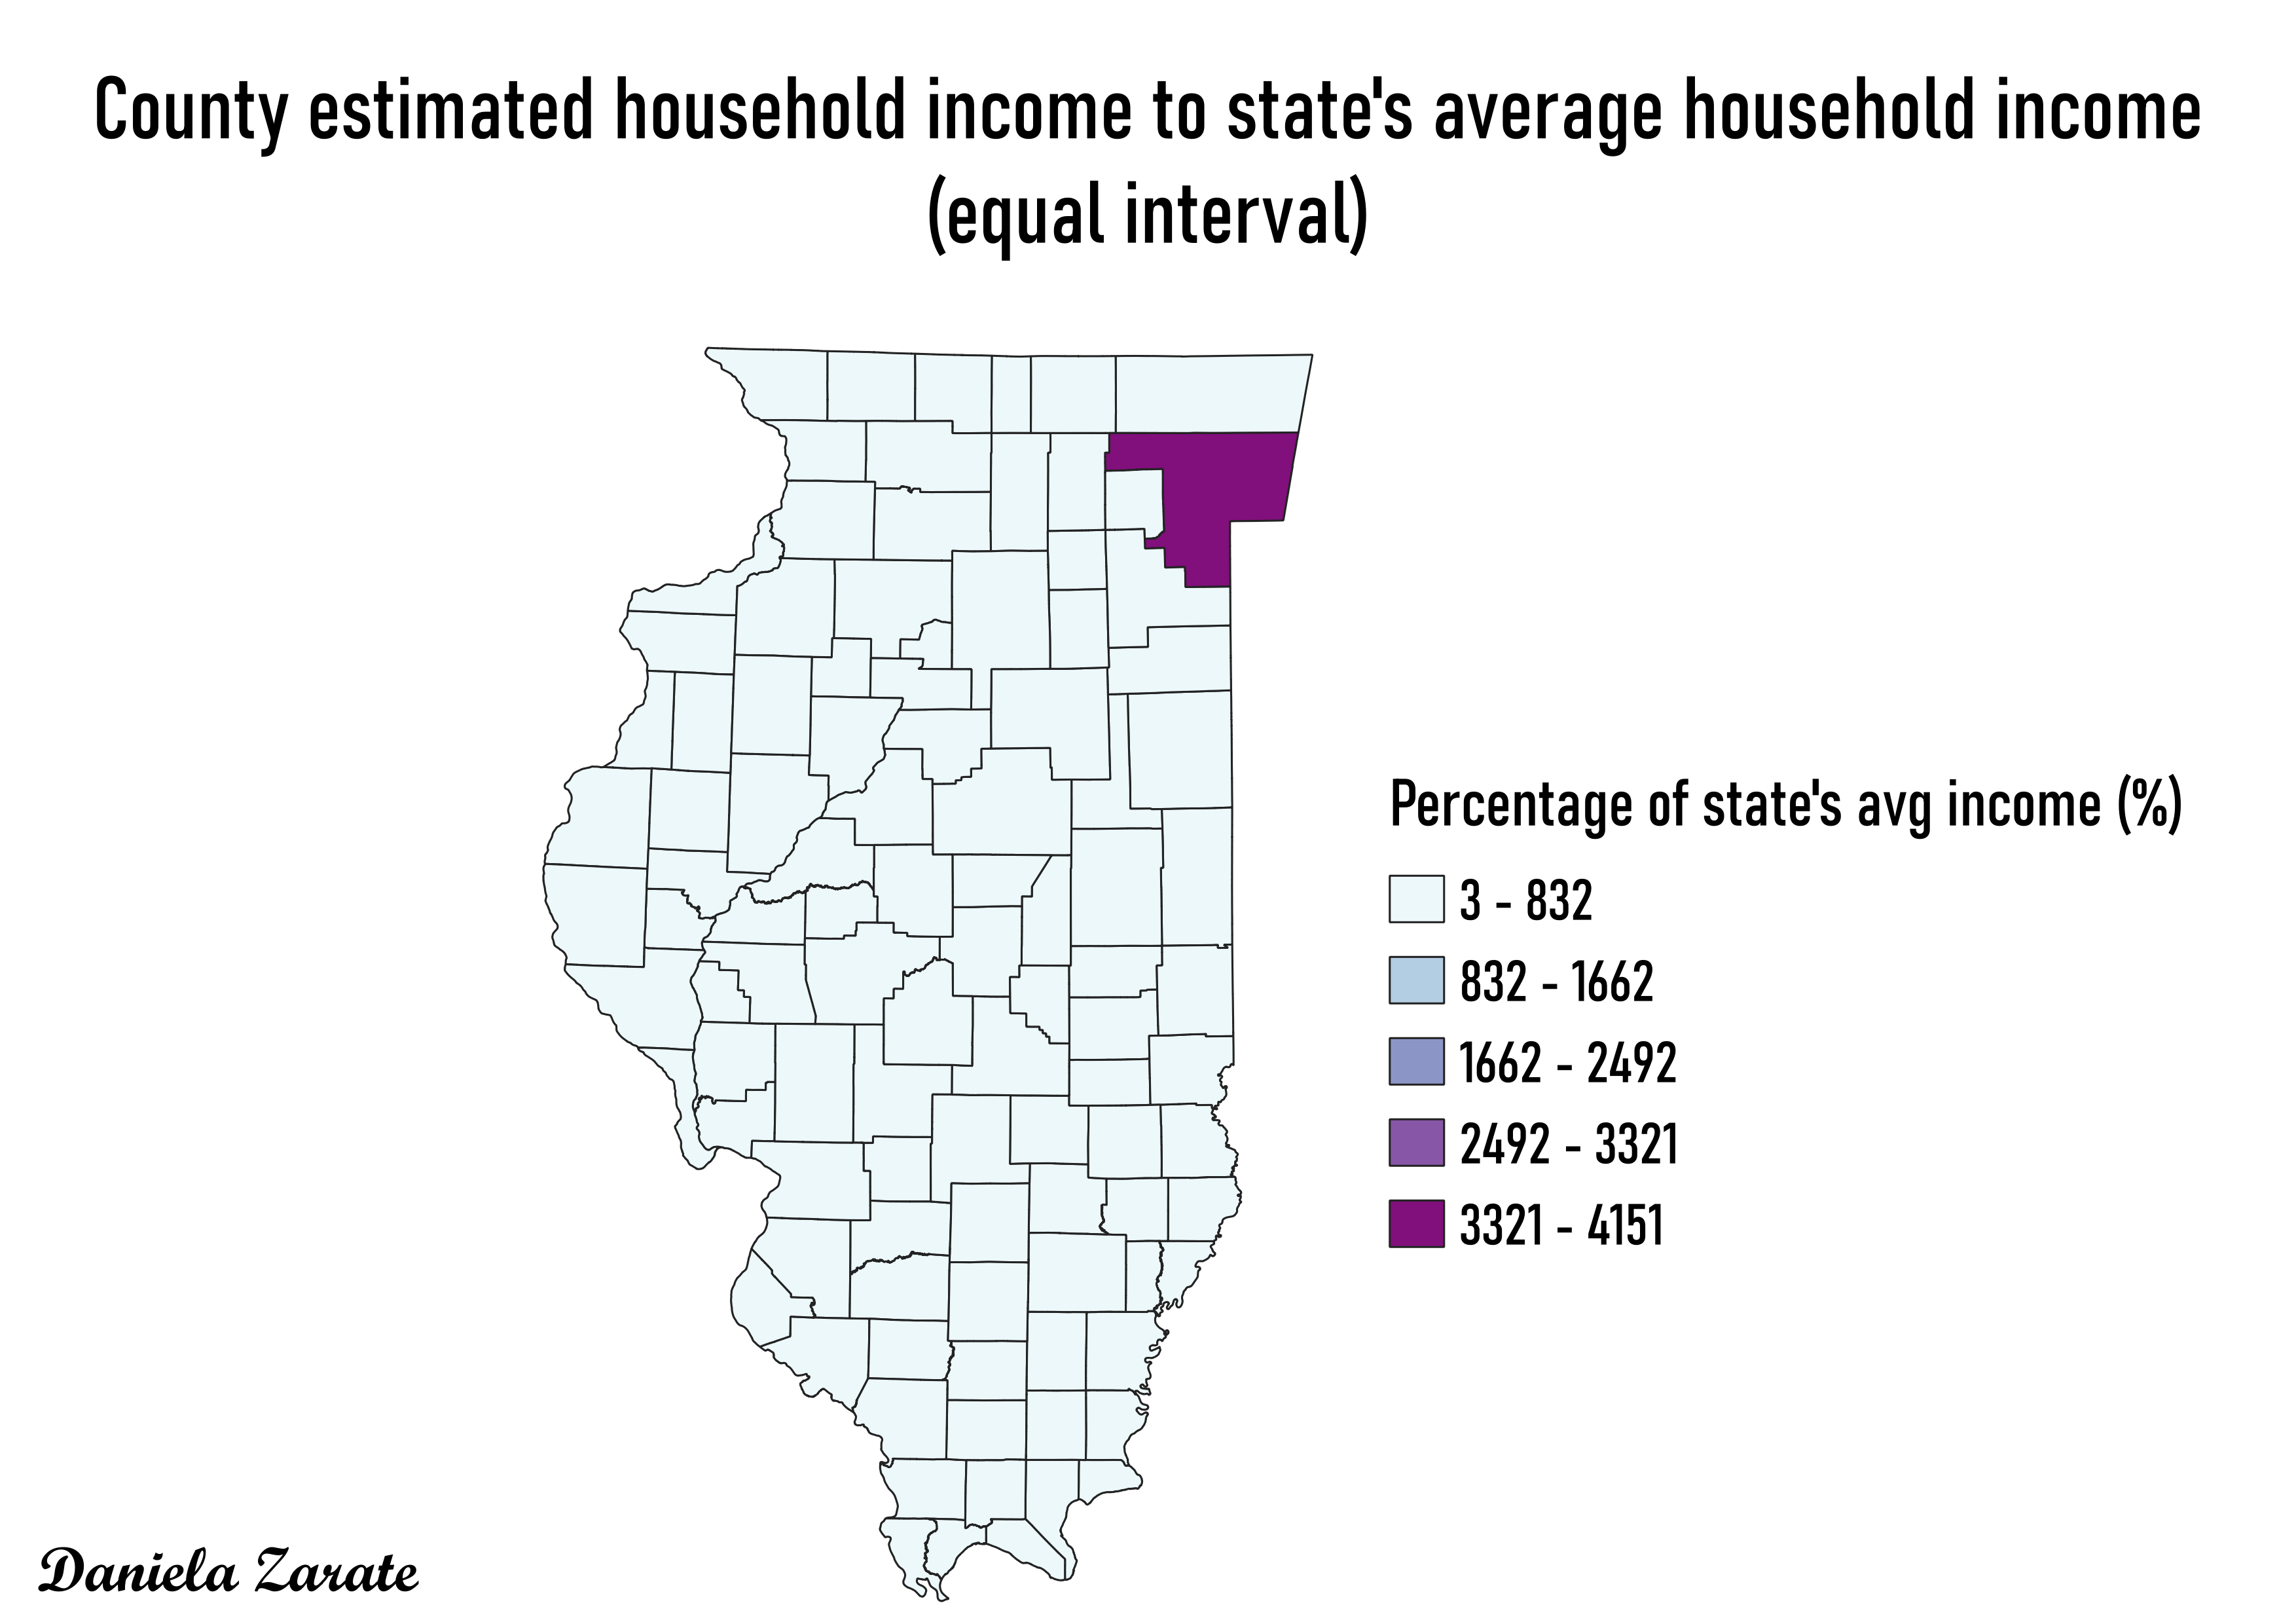 County estimated household income to state's average household income
(equal interval)
Percentage of state's avg income (%)
3 - 832
832 - 1662
1662 - 2492
2492 - 3321
3321 - 4151
Daniela Zarate